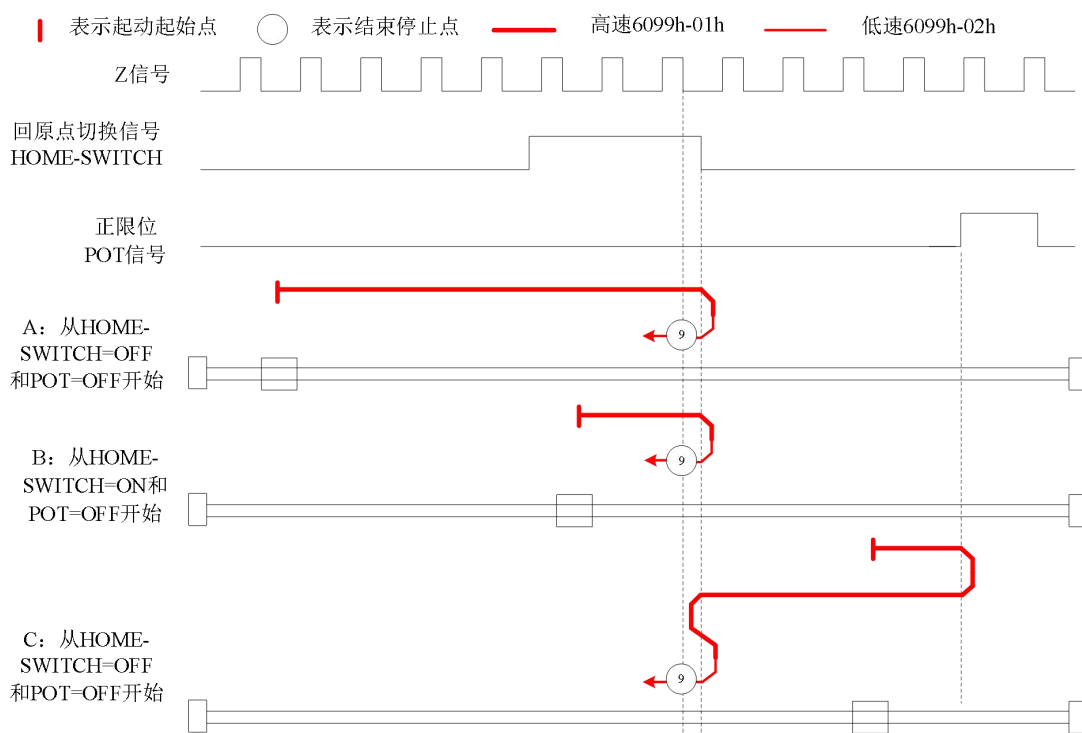 表示起动起始点
表示结束停止点
高速6099h-01h
低速6099h-02h
Z信号
回原点切换信号
HOME-SWITCH
正限位
POT信号
A：从HOME-
SWITCH=OFF
和POT=OFF开始
9
B：从HOME-
SWITCH=ON和
POT=OFF开始
9
C：从HOME-
SWITCH=OFF
和POT=OFF开始
9